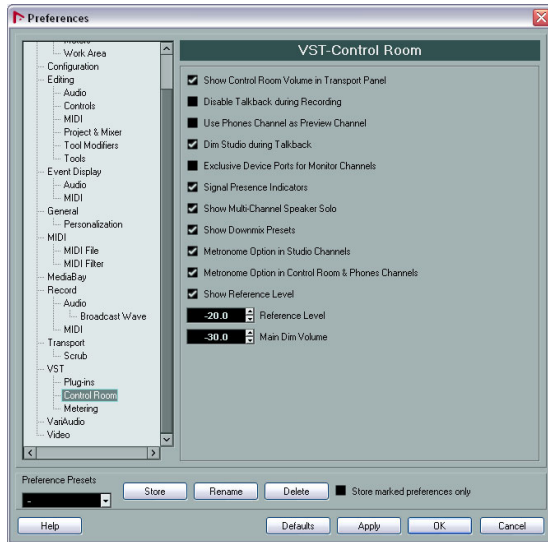 Preferences
VST-Control Room
Work Area
Configuration
Editing
Audio
Controls
MIDI
Project & Mixer
Tool Modifiers
Tools
Event Display
Audio
MIDI
General
Personalization
MIDI
MIDI File
MIDI Filter
MediaBay
Record
Audio
Broadcast Wave
MIDI
Transport
Scrub
VST
Plug-ins
Control Room
Metering
VariAudio
Video
Show Control Room Volume in Transport Panel
Disable Talkback during Recording
Use Phones Channel as Preview Channel
Dim Studio during Talkback
Exclusive Device Ports for Monitor Channels
Signal Presence Indicators
Show Multi-Channel Speaker Solo
Show Downmix Presets
Metronome Option in Studio Channels
Metronome Option in Control Room & Phones Channels
Show Reference Level
-20.0 Reference Level
-30.0 Main Dim Volume
Preference Presets
- Store Rename Delete Store marked preferences only
Help Defaults Apply OK Cancel